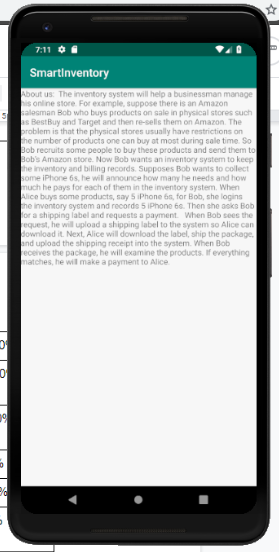 7:11
SmartInventory
About us: The inventory system will help a businessman manage
his online store. For example, suppose there is an Amazon
salesman Bob who buys products on sale in physical stores such
as BestBuy and Target and then re-sells them on Amazon. The
problem is that the physical stores usually have restrictions on
the number of products one can buy at most during sale time. So
Bob recruits some people to buy these products and send them to
Bob's Amazon store. Now Bob wants an inventory system to keep
the inventory and billing records. Supposes Bob wants to collect
some iPhone 6s, he will announce how many he needs and how
much he pays for each of them in the inventory system. When
Alice buys some products, say 5 iPhone 6s, for Bob, she logins
the inventory system and records 5 iPhone 6s. Then she asks Bob
for a shipping label and requests a payment. When Bob sees the
request, he will upload a shipping label to the system so Alice can
download it. Next, Alice will download the label, ship the package,
and upload the shipping receipt into the system. When Bob
receives the package, he will examine the products. If everything
matches, he will make a payment to Alice.